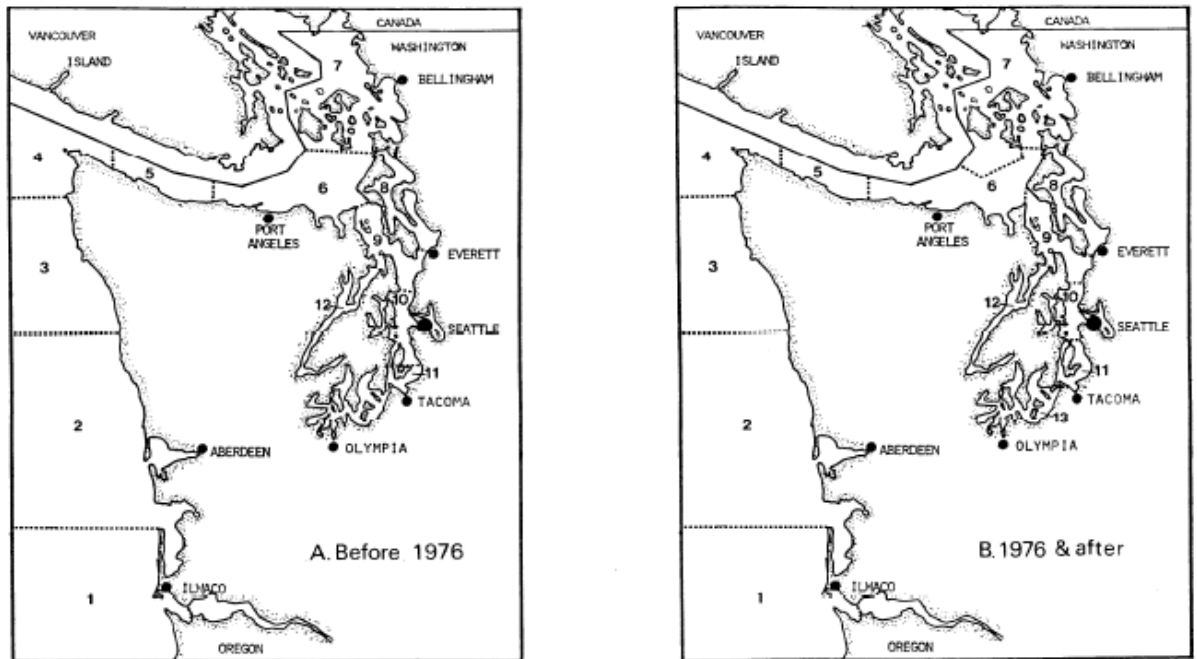 CANADA
VANCOUVER
WASHINGTON
ISLAND
7
BELLINGHAM
4
5
6
8
PORT
ANGELES
9
EVERETT
3
12
10
SEATTLE
11
TACOMA
2
OLYMPIA
ABERDEEN
A. Before 1976
ILWACO
1
OREGON
CANADA
VANCOUVER
WASHINGTON
ISLAND
7
BELLINGHAM
4
5
6
8
PORT
ANGELES
9
EVERETT
3
12
10
SEATTLE
11
TACOMA
13
2
OLYMPIA
ABERDEEN
B. 1976 & after
ILWACO
1
OREGON